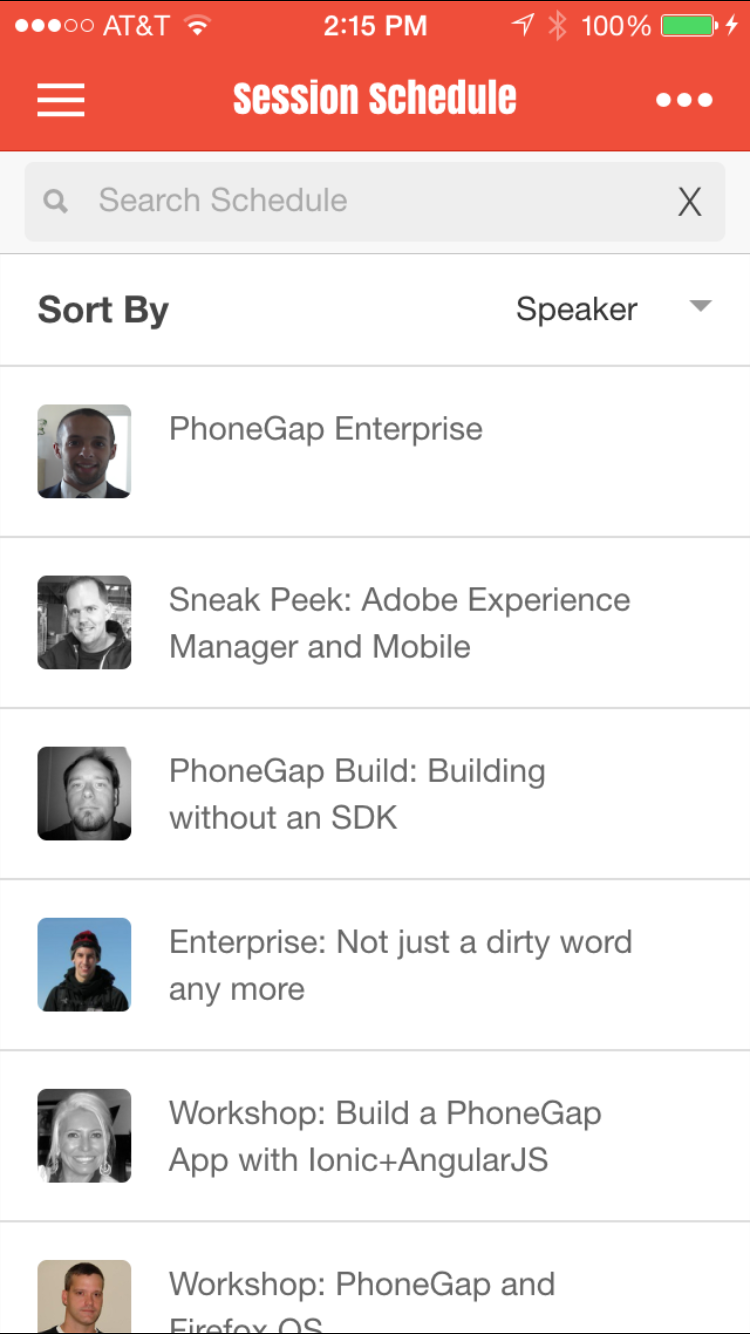 AT&T 2:15 PM 100%
Session Schedule
Search Schedule X
Sort By Speaker
PhoneGap Enterprise
Sneak Peek: Adobe Experience
Manager and Mobile
PhoneGap Build: Building
without an SDK
Enterprise: Not just a dirty word
any more
Workshop: Build a PhoneGap
App with Ionic+AngularJS
Workshop: PhoneGap and
Firefox OS